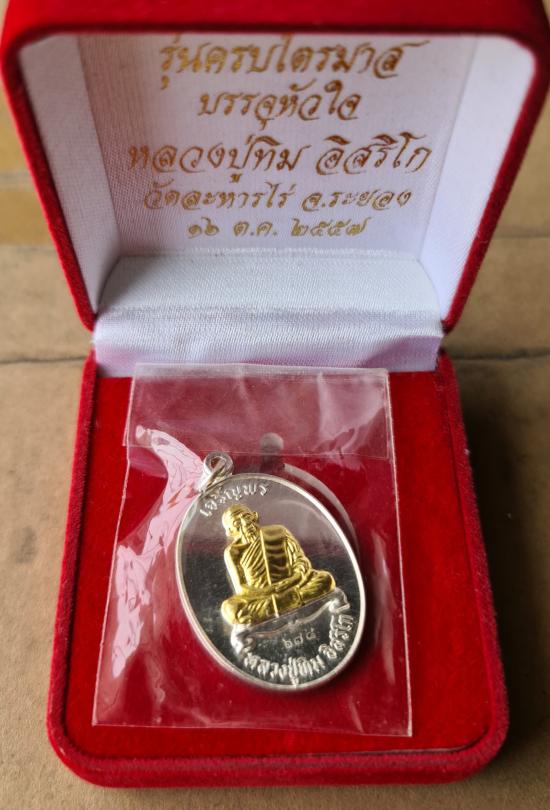 รุ่นครบไตรมาส
บรรจุหัวใจ
หลวงปู่ทิม อิสริโก
วัดละหารไร่ จ.ระยอง
๑๖ ต.ค. ๒๕๕๗
เจริญพร
๖๙๘
หลวงปู่ทิม อิสริโก